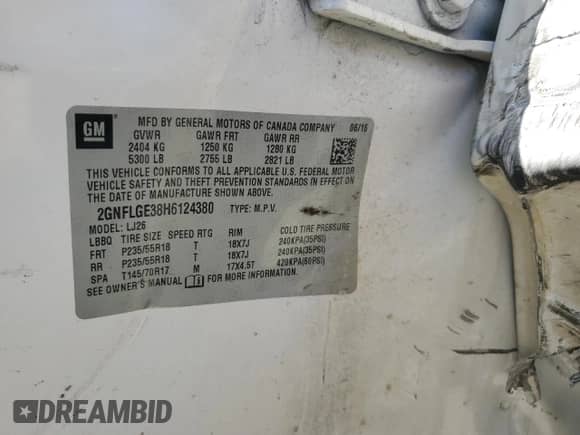 GM
MFD BY GENERAL MOTORS OF CANADA COMPANY 06/16
GVWR GAWR FRT GAWR RR
2404 KG 1250 KG 1280 KG
5300 LB 2755 LB 2821 LB
THIS VEHICLE CONFORMS TO ALL APPLICABLE U.S. FEDERAL MOTOR
VEHICLE SAFETY AND THEFT PREVENTION STANDARDS IN EFFECT ON
THE DATE OF MANUFACTURE SHOWN ABOVE.
2GNFLGE38H6124380 TYPE: M.P.V.
MODEL: LJ26
LBBQ TIRE SIZE SPEED RTG RIM COLD TIRE PRESSURE
FRT P235/55R18 T 18X7J 240KPA(35PSI)
RR P235/55R18 T 18X7J 240KPA(35PSI)
SPA T145/70R17 M 17X4.5T 420KPA(60PSI)
SEE OWNER'S MANUAL FOR MORE INFORMATION.
DREAMBID